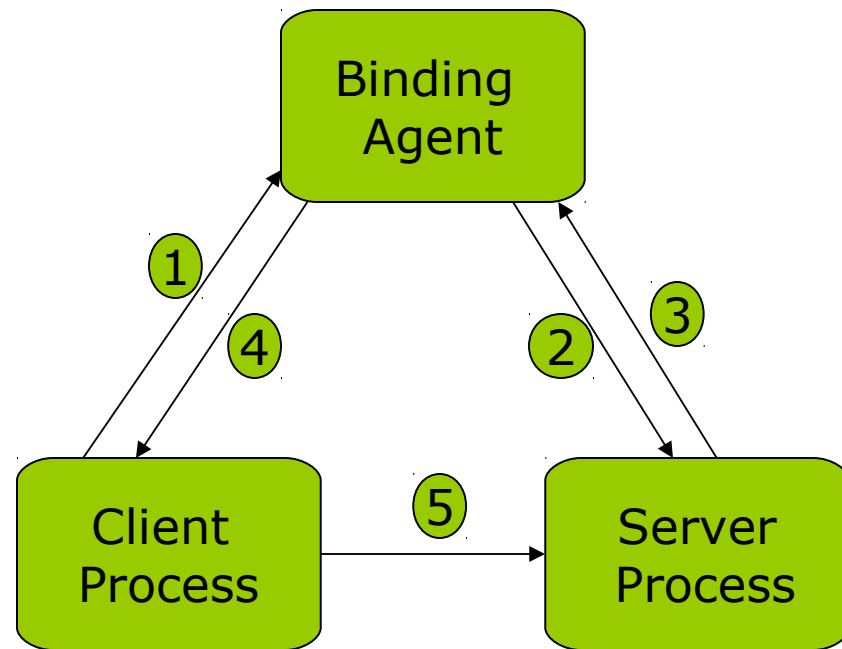 Binding
Agent
1
4
2
3
5
Client
Process
Server
Process